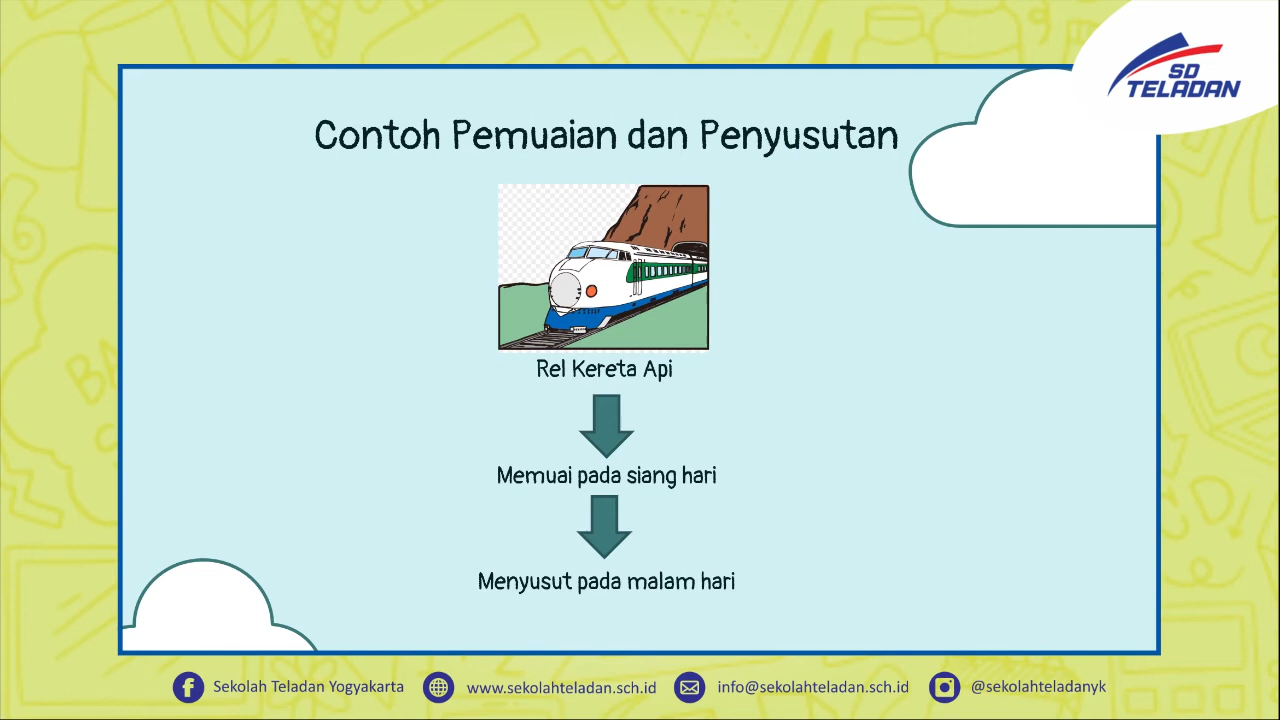 SD
TELADAN
Contoh Pemuaian dan Penyusutan
Rel Kereta Api
Memuai pada siang hari
Menyusut pada malam hari
Sekolah Teladan Yogyakarta
www.sekolahteladan.sch.id
info@sekolahteladan.sch.id
@sekolahteladanyk